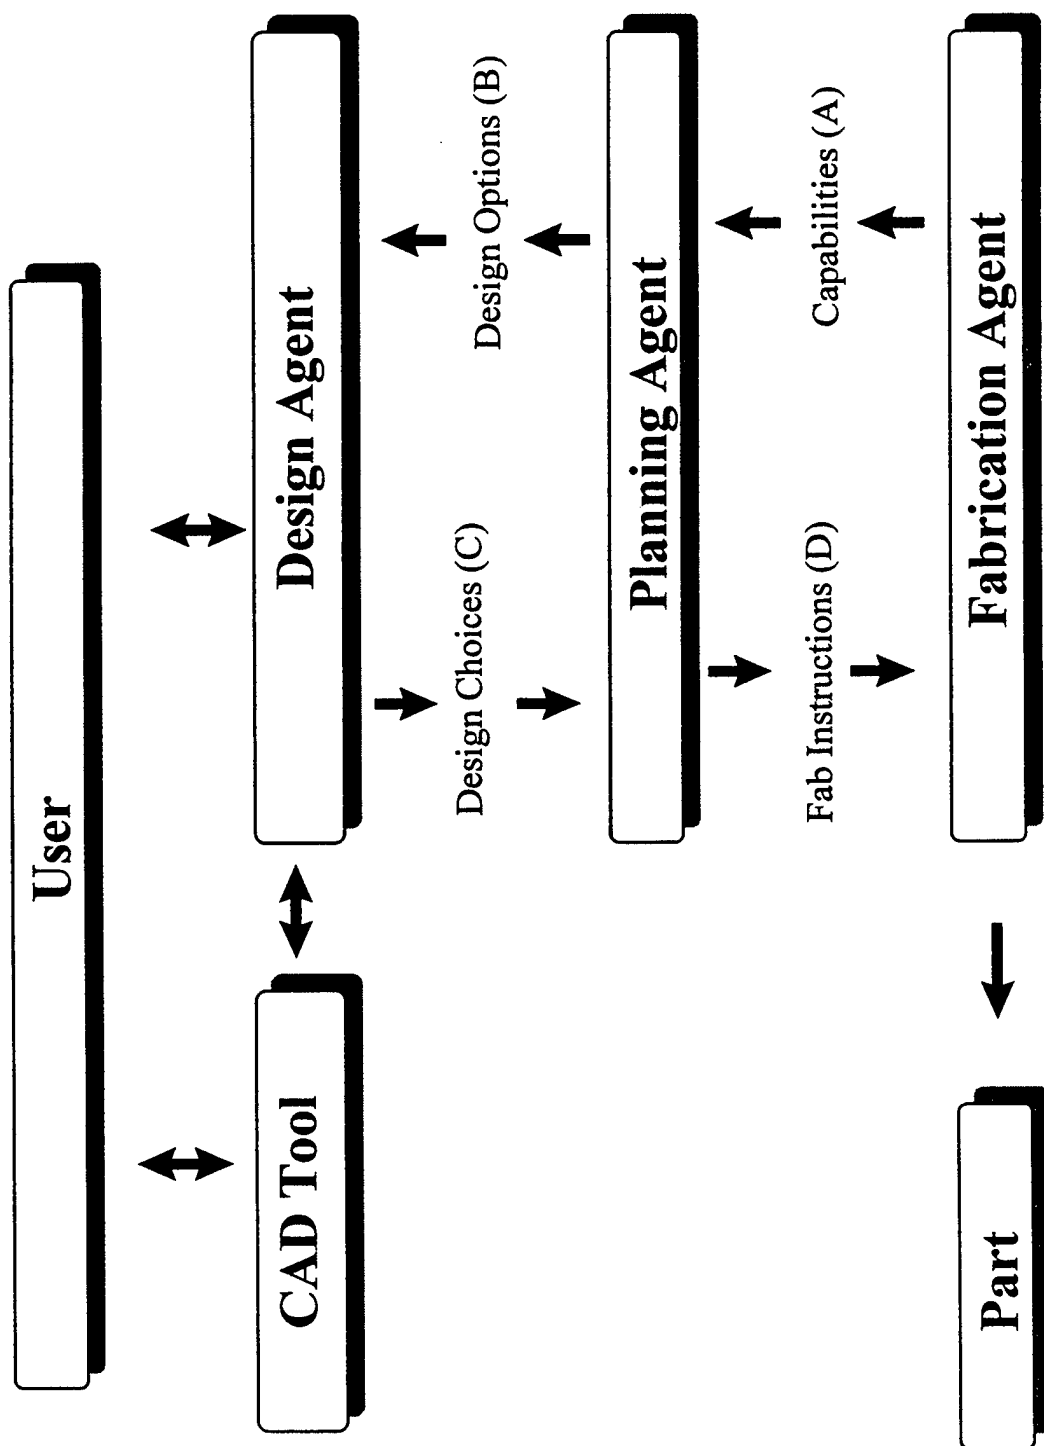 User
CAD Tool
Design Agent
Design Choices (C)
Design Options (B)
Planning Agent
Fab Instructions (D)
Capabilities (A)
Part
Fabrication Agent